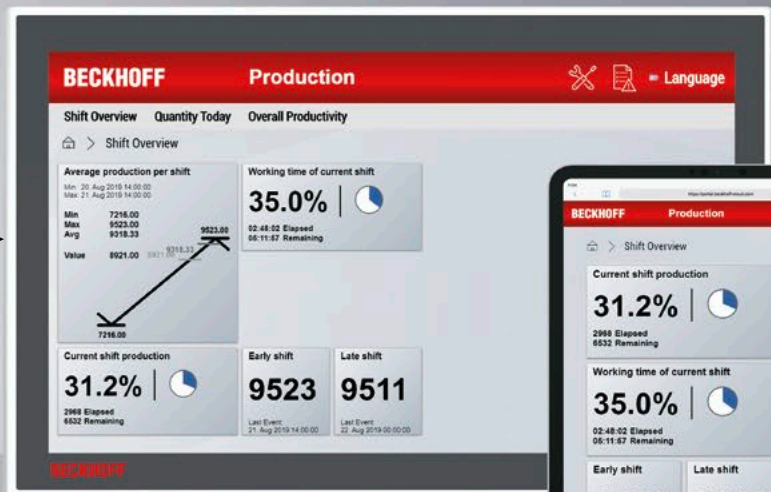 BECKHOFF Production Language
Shift Overview Quantity Today Overall Productivity
> Shift Overview
Average production per shift
Min: 20. Aug 2019 14:00:00
Max: 21. Aug 2019 14:00:00
Min 7216.00
Max 9523.00
Avg 9318.33
Value 8921.00
8921.00
9318.33
9523.00
7216.00
Working time of current shift
35.0%
02:48:02 Elapsed
05:11:57 Remaining
Current shift production
31.2%
2968 Elapsed
6532 Remaining
Early shift
9523
Last Event:
21. Aug 2019 14:00:00
Late shift
9511
Last Event:
22. Aug 2019 00:00:00
BECKHOFF
BECKHOFF Production
> Shift Overview
Current shift production
31.2%
2968 Elapsed
6532 Remaining
Working time of current shift
35.0%
02:48:02 Elapsed
05:11:57 Remaining
Early shift
Late shift